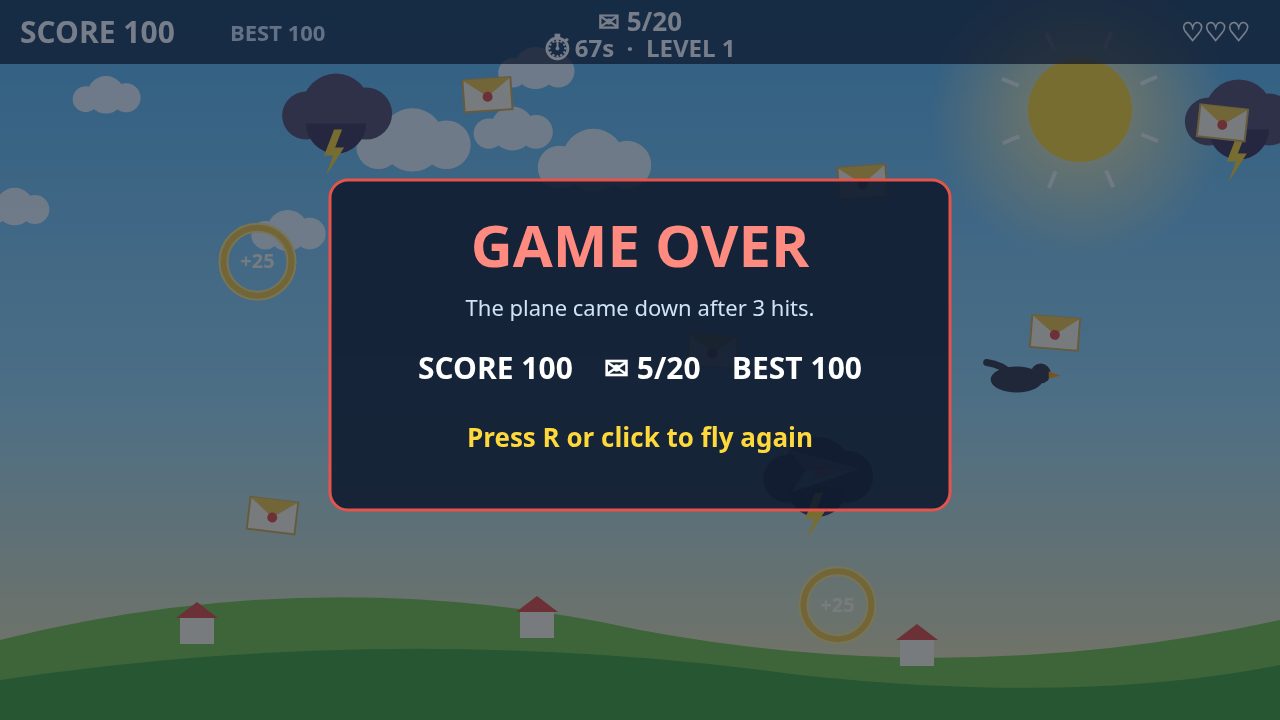 SCORE 100
BEST 100
✉ 5/20
⏱ 67s · LEVEL 1
♡♡♡
+25
GAME OVER
The plane came down after 3 hits.
SCORE 100 ✉ 5/20 BEST 100
Press R or click to fly again
+25